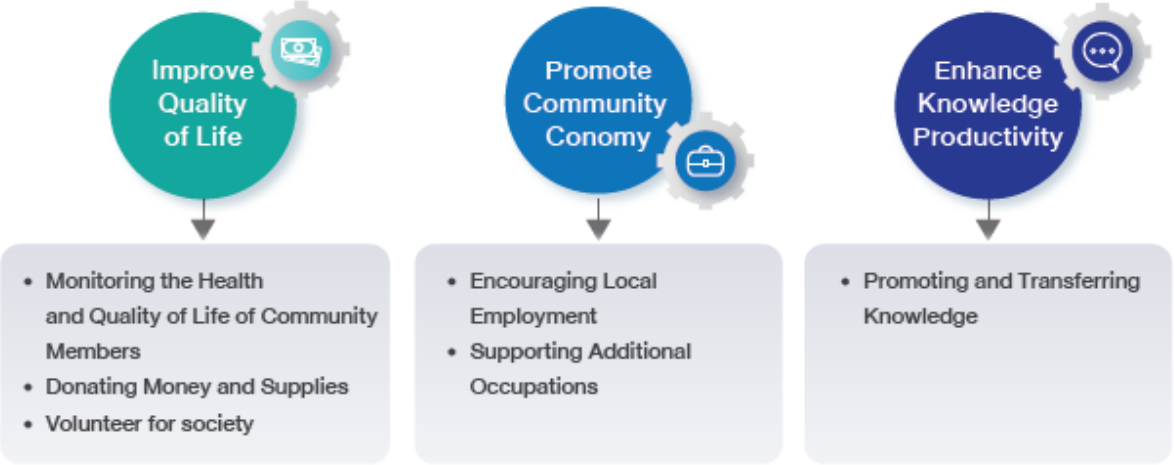 Improve
Quality
of Life
Promote
Community
Conomy
Enhance
Knowledge
Productivity
• Monitoring the Health
and Quality of Life of Community
Members
• Donating Money and Supplies
• Volunteer for society
• Encouraging Local
Employment
• Supporting Additional
Occupations
• Promoting and Transferring
Knowledge